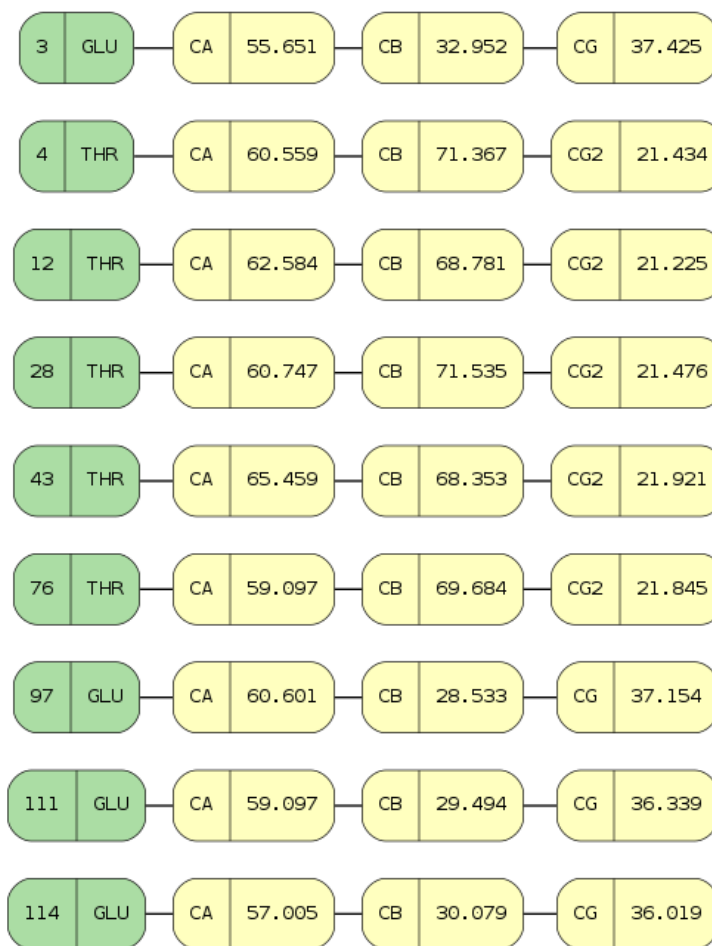 3 GLU CA 55.651 CB 32.952 CG 37.425
4 THR CA 60.559 CB 71.367 CG2 21.434
12 THR CA 62.584 CB 68.781 CG2 21.225
28 THR CA 60.747 CB 71.535 CG2 21.476
43 THR CA 65.459 CB 68.353 CG2 21.921
76 THR CA 59.097 CB 69.684 CG2 21.845
97 GLU CA 60.601 CB 28.533 CG 37.154
111 GLU CA 59.097 CB 29.494 CG 36.339
114 GLU CA 57.005 CB 30.079 CG 36.019